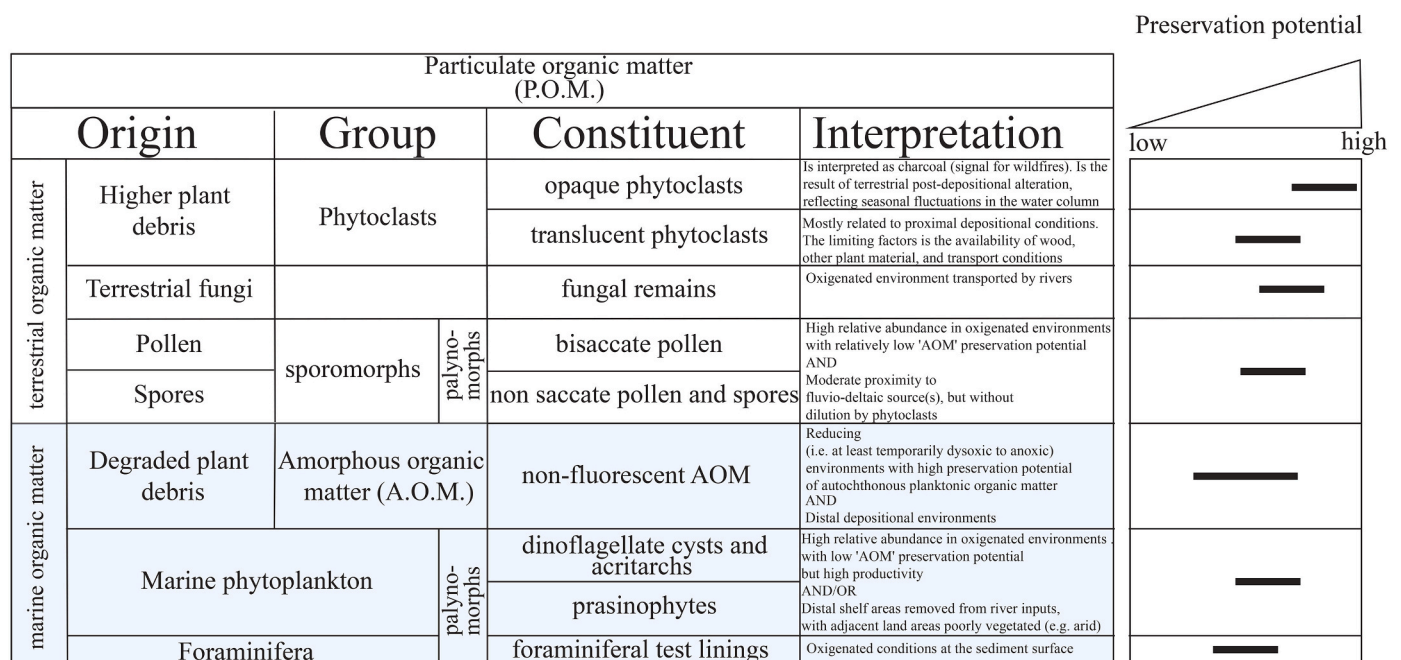 Preservation potential
low
high
Particulate organic matter
(P.O.M.)
Origin
Group
Constituent
Interpretation
terrestrial organic matter
Higher plant
debris
Phytoclasts
opaque phytoclasts
Is interpreted as charcoal (signal for wildfires). Is the
result of terrestrial post-depositional alteration,
reflecting seasonal fluctuations in the water column
translucent phytoclasts
Mostly related to proximal depositional conditions.
The limiting factors is the availability of wood,
other plant material, and transport conditions
Terrestrial fungi
fungal remains
Oxigenated environment transported by rivers
Pollen
Spores
sporomorphs
palyno-
morphs
bisaccate pollen
non saccate pollen and spores
High relative abundance in oxigenated environments
with relatively low 'AOM' preservation potential
AND
Moderate proximity to
fluvio-deltaic source(s), but without
dilution by phytoclasts
marine organic matter
Degraded plant
debris
Amorphous organic
matter (A.O.M.)
non-fluorescent AOM
Reducing
(i.e. at least temporarily dysoxic to anoxic)
environments with high preservation potential
of autochthonous planktonic organic matter
AND
Distal depositional environments
Marine phytoplankton
palyno-
morphs
dinoflagellate cysts and
acritarchs
prasinophytes
High relative abundance in oxigenated environments .
with low 'AOM' preservation potential
but high productivity
AND/OR
Distal shelf areas removed from river inputs,
with adjacent land areas poorly vegetated (e.g. arid)
Foraminifera
foraminiferal test linings
Oxigenated conditions at the sediment surface